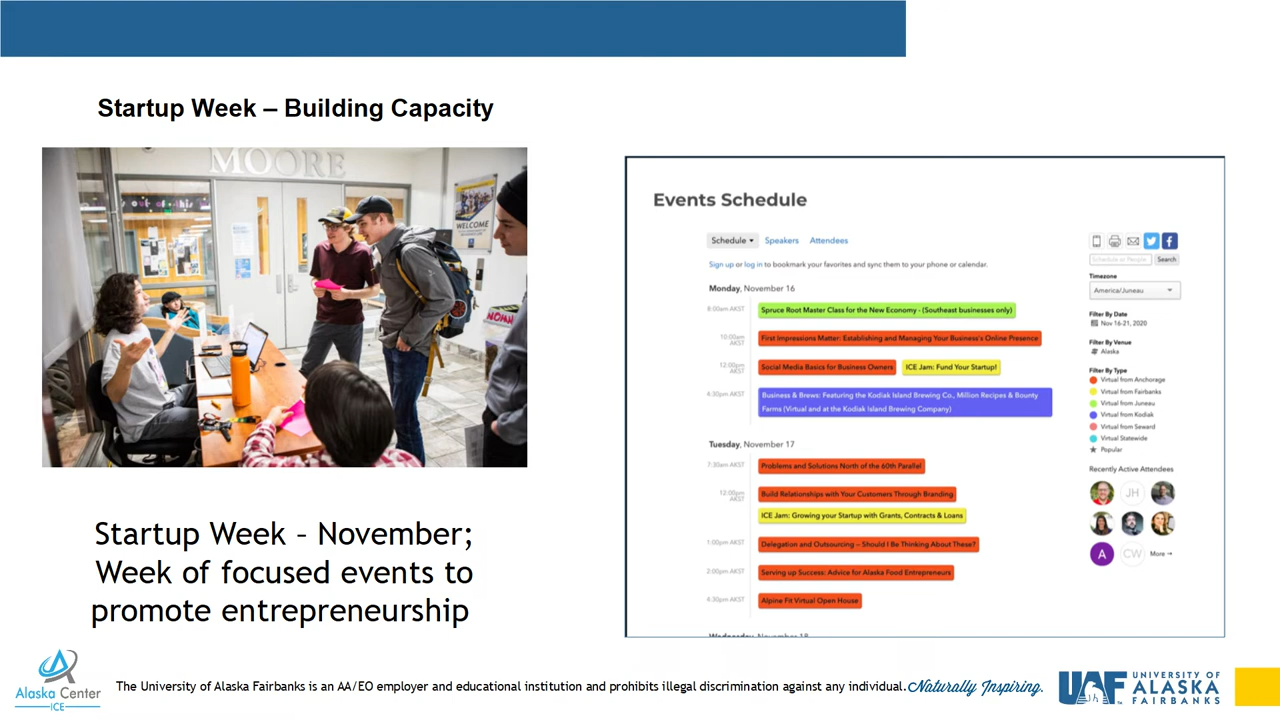 Startup Week – Building Capacity
MOORE
WELCOME
Startup Week – November;
Week of focused events to
promote entrepreneurship
Events Schedule
Schedule
Speakers
Attendees
Sign up or log in to bookmark your favorites and sync them to your phone or calendar.
Monday, November 16
8:00am AKST
Spruce Root Master Class for the New Economy - (Southeast businesses only)
10:00am
AKST
First Impressions Matter: Establishing and Managing Your Business's Online Presence
12:00pm
AKST
Social Media Basics for Business Owners
ICE Jam: Fund Your Startup!
4:30pm AKST
Business & Brews: Featuring the Kodiak Island Brewing Co., Million Recipes & Bounty
Farms (Virtual and at the Kodiak Island Brewing Company)
Tuesday, November 17
7:30am AKST
Problems and Solutions North of the 60th Parallel
12:00pm
AKST
Build Relationships with Your Customers Through Branding
ICE Jam: Growing your Startup with Grants, Contracts & Loans
1:00pm AKST
Delegation and Outsourcing – Should I Be Thinking About These?
2:00pm AKST
Serving up Success: Advice for Alaska Food Entrepreneurs
4:30pm AKST
Alpine Fit Virtual Open House
Wednesday, November 18
Schedule or People
Search
Timezone
America/Juneau
Filter By Date
Nov 16-21, 2020
Filter By Venue
Alaska
Filter By Type
Virtual from Anchorage
Virtual from Fairbanks
Virtual from Juneau
Virtual from Kodiak
Virtual from Seward
Virtual Statewide
Popular
Recently Active Attendees
JH
A
CW
More →
Alaska Center
ICE
The University of Alaska Fairbanks is an AA/EO employer and educational institution and prohibits illegal discrimination against any individual.
Naturally Inspiring.
UAF
UNIVERSITY OF
ALASKA
FAIRBANKS